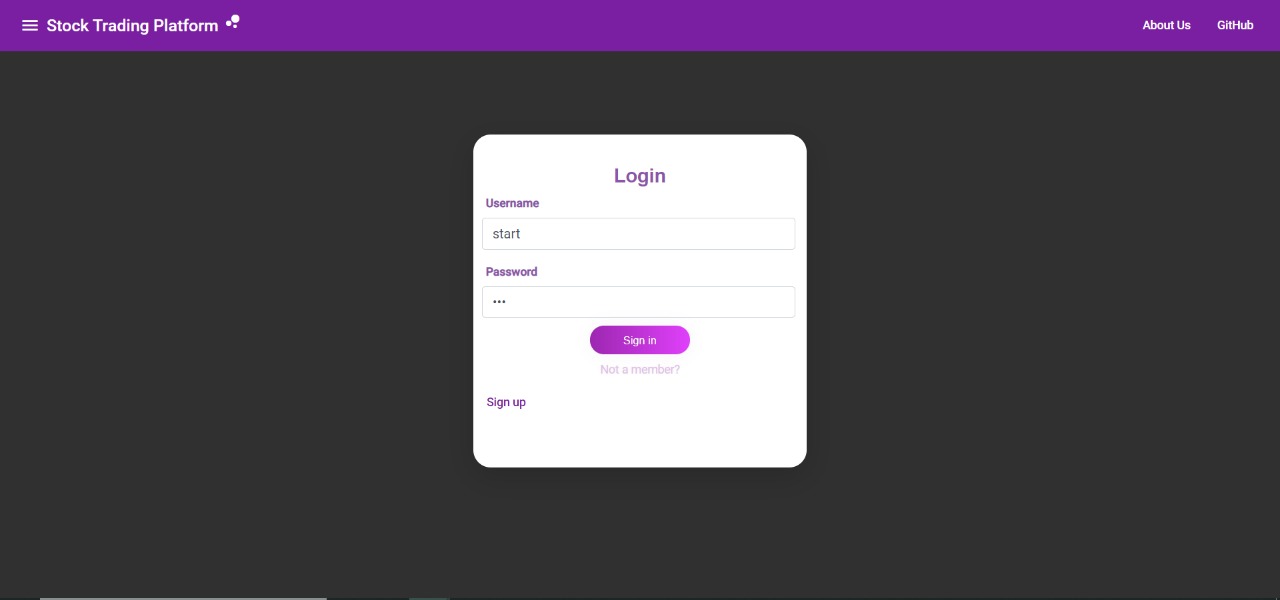 Stock Trading Platform
About Us
GitHub
Login
Username
start
Password
•••
Sign in
Not a member?
Sign up